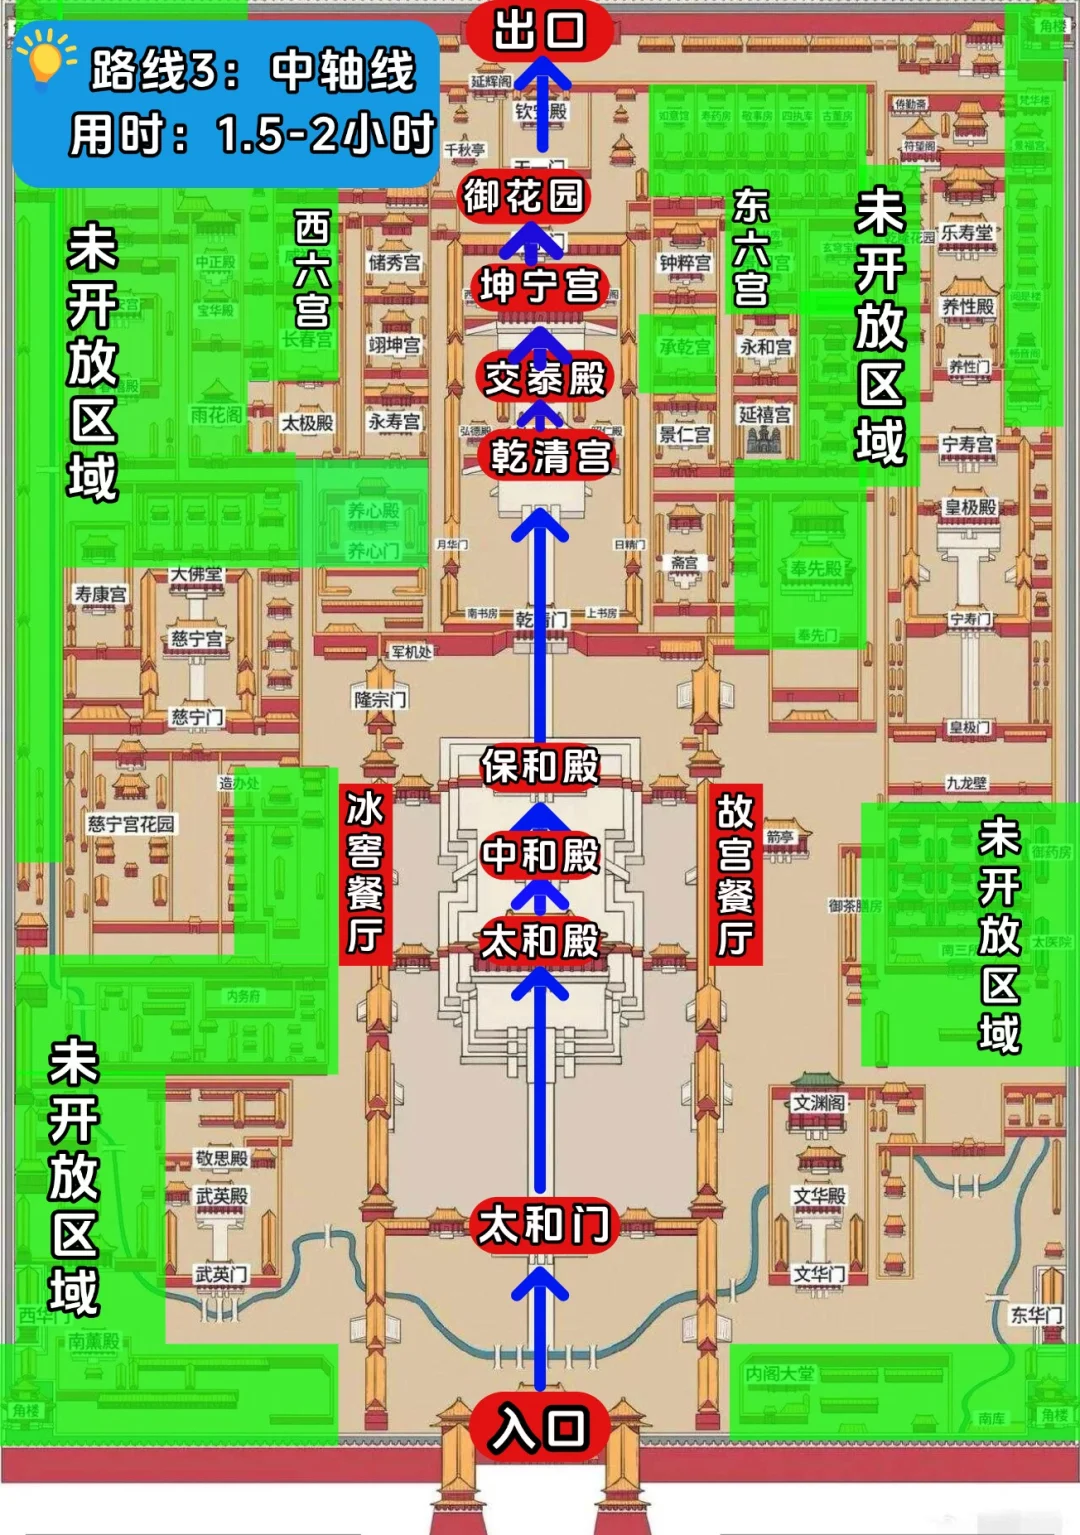 路线3：中轴线
用时：1.5-2小时
出口
角楼
延辉阁
钦安殿
千秋亭
天一门
御花园
如意馆
寿药房
敬事房
四执库
古董房
倦勤斋
符望阁
梵华楼
景福宫
未开放区域
西六宫
东六宫
未开放区域
中正殿
宝华殿
雨花阁
长春宫
太极殿
储秀宫
翊坤宫
永寿宫
坤宁宫
交泰殿
乾清宫
弘德殿
昭仁殿
钟粹宫
承乾宫
景仁宫
永和宫
延禧宫
乐寿堂
养性殿
养性门
畅音阁
宁寿宫
皇极殿
养心殿
养心门
月华门
日精门
斋宫
奉先殿
奉先门
大佛堂
寿康宫
慈宁宫
慈宁门
南书房
乾清门
上书房
军机处
隆宗门
宁寿门
皇极门
九龙壁
保和殿
中和殿
太和殿
冰窖餐厅
故宫餐厅
造办处
慈宁宫花园
箭亭
御茶膳房
未开放区域
御药房
太医院
南三所
内务府
未开放区域
敬思殿
武英殿
武英门
文渊阁
文华殿
文华门
太和门
西华门
南薰殿
东华门
内阁大堂
南库
角楼
角楼
入口